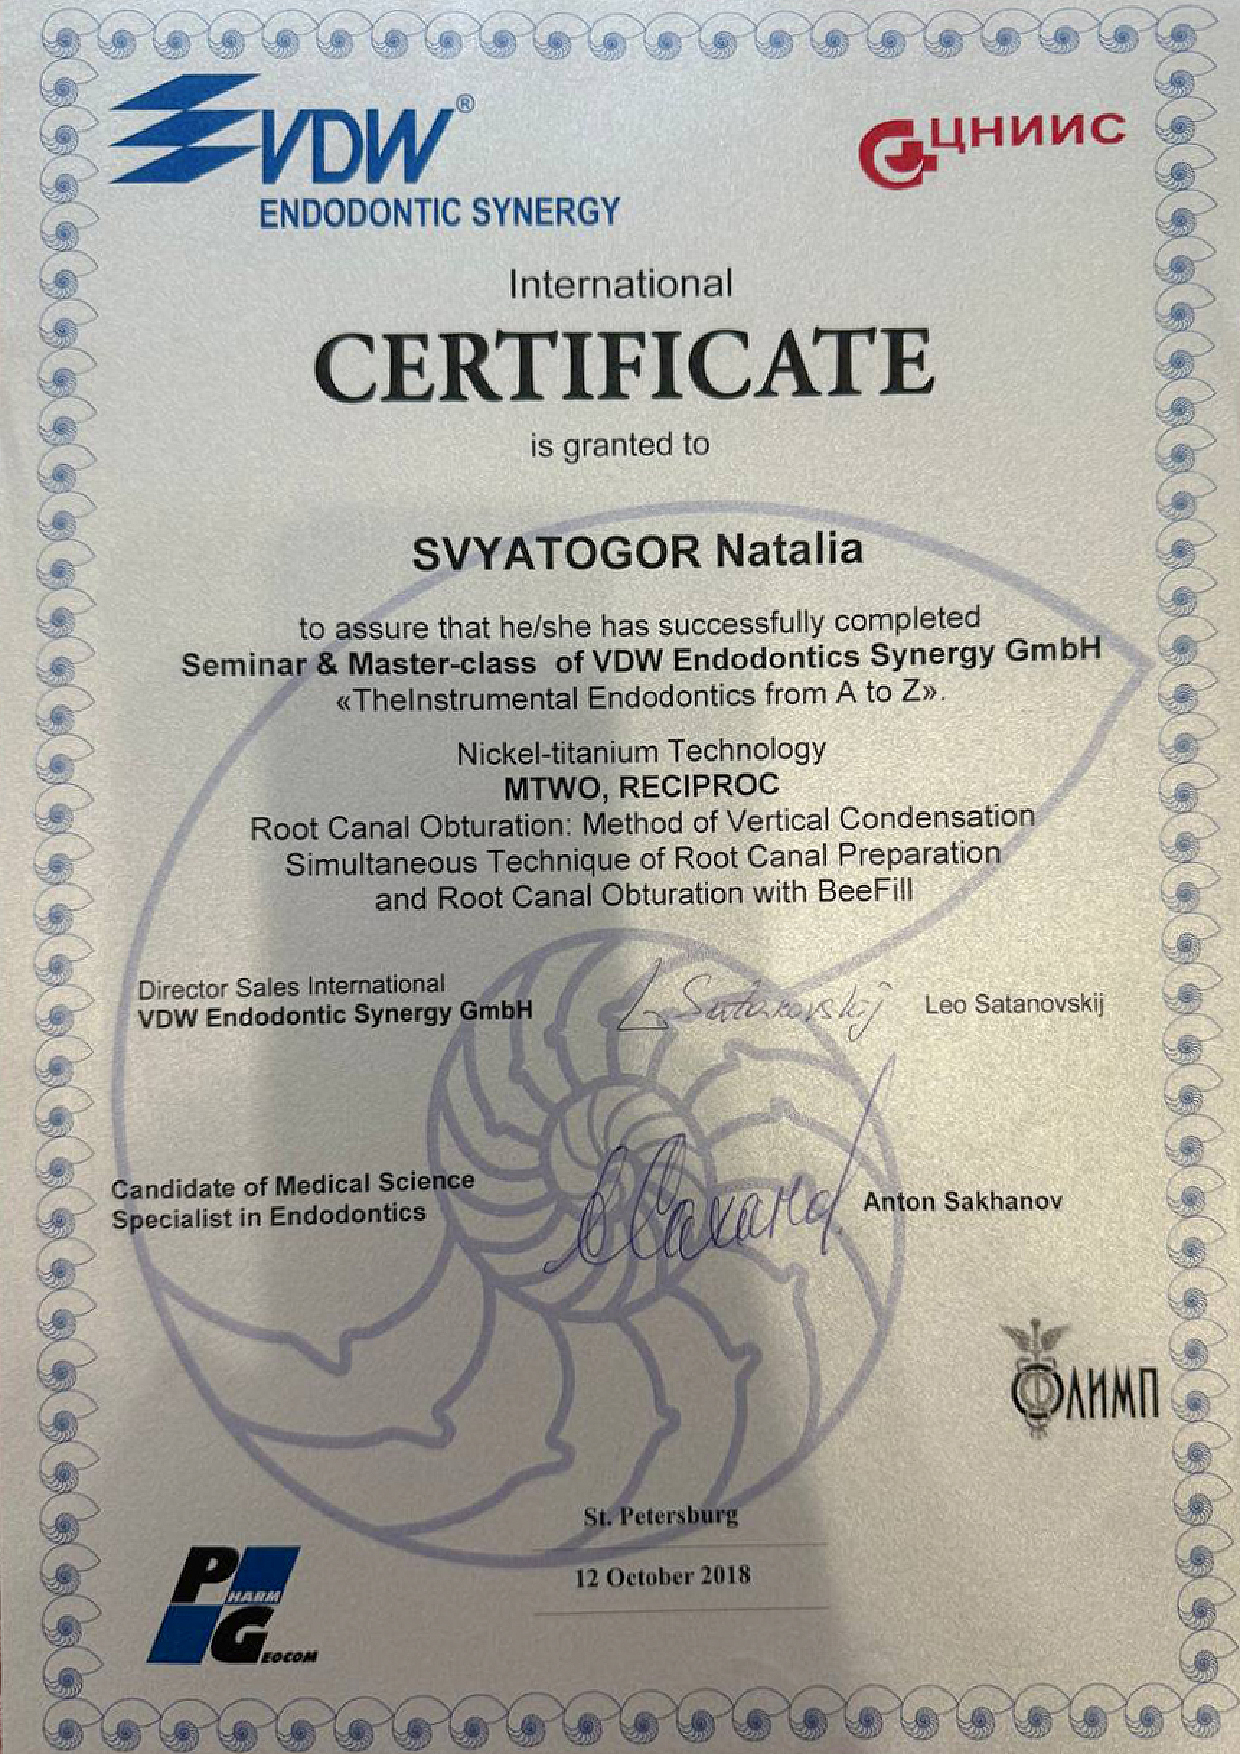 VDW®
ENDODONTIC SYNERGY
ЦНИИС
International
CERTIFICATE
is granted to
SVYATOGOR Natalia
to assure that he/she has successfully completed
Seminar & Master-class of VDW Endodontics Synergy GmbH
«TheInstrumental Endodontics from A to Z».
Nickel-titanium Technology
MTWO, RECIPROC
Root Canal Obturation: Method of Vertical Condensation
Simultaneous Technique of Root Canal Preparation
and Root Canal Obturation with BeeFill
Director Sales International
VDW Endodontic Synergy GmbH
L Satanovskij
Leo Satanovskij
Candidate of Medical Science
Specialist in Endodontics
Anton Sakhanov
ОЛИМП
St. Petersburg
12 October 2018
PHARM
GEOCOM